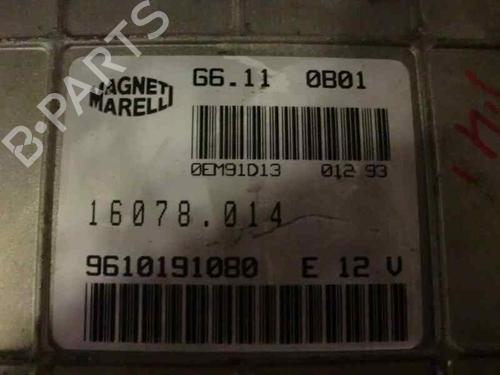 MAGNETI
MARELLI
G6.11 0B01
0EM91D13 012 93
16078.014
9610191080 E 12 V
B-PARTS